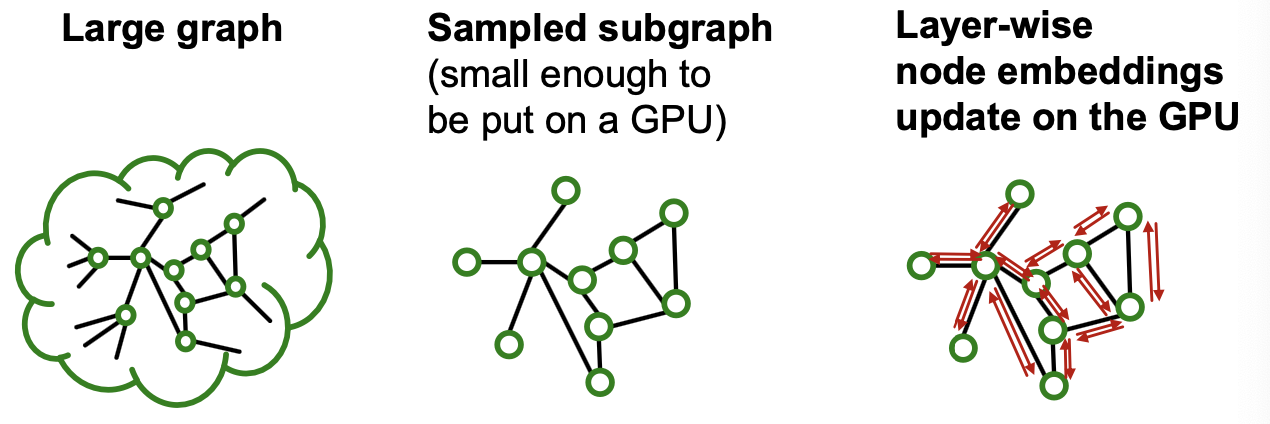 Large graph
Sampled subgraph
(small enough to
be put on a GPU)
Layer-wise
node embeddings
update on the GPU